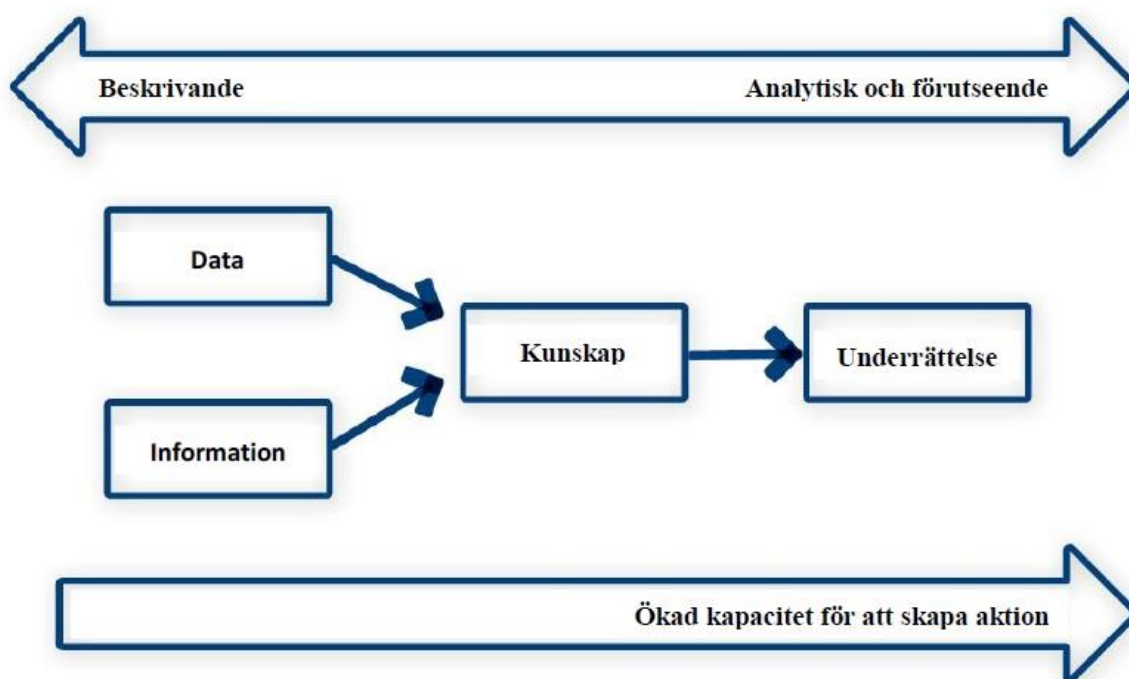 Beskrivande
Analytisk och förutseende
Data
Kunskap
Underrättelse
Information
Ökad kapacitet för att skapa aktion